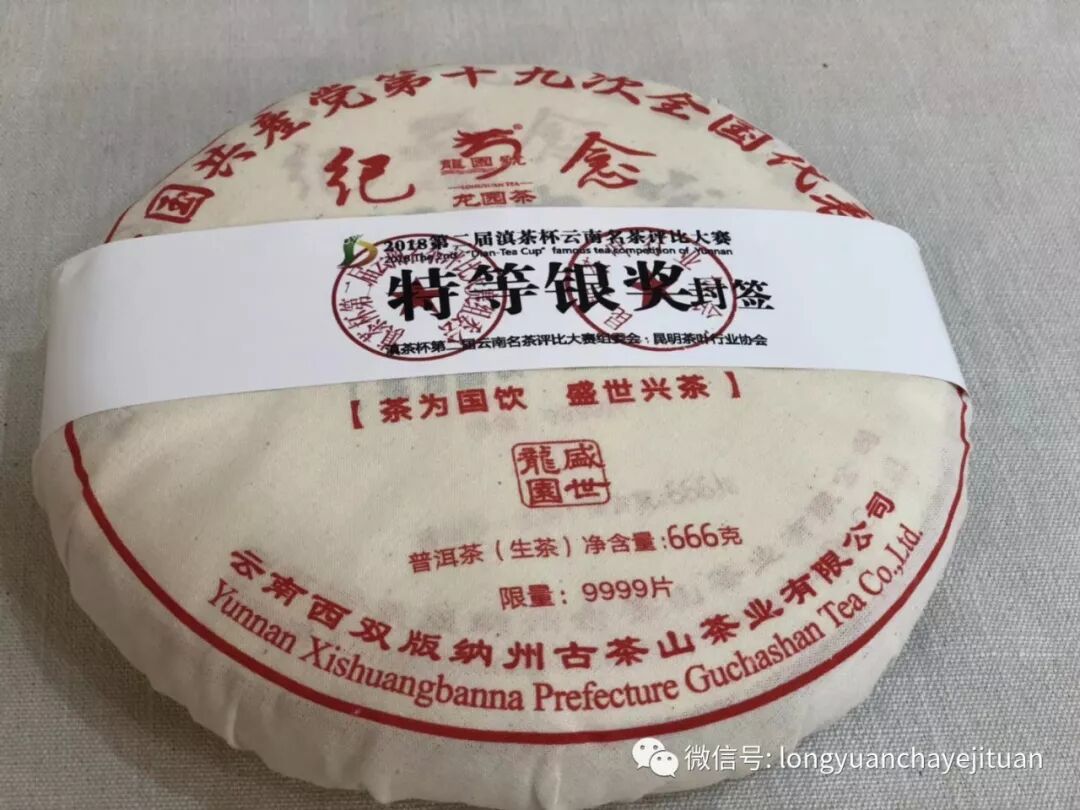 国共産党第十九次全国代表
纪念
龍園號
LONGYUAN TEA
龙园茶
2018第二届滇茶杯云南名茶评比大赛
2018 The 2nd "Dian-Tea Cup" famous tea competition of Yunnan
特等银奖封签
滇茶杯第二届云南名茶评比大赛组委会:昆明茶叶行业协会
【茶为国饮 盛世兴茶】
盛世龍園
普洱茶（生茶）净含量:666克
限量：9999片
云南西双版纳州古茶山茶业有限公司
Yunnan Xishuangbanna Prefecture Guchashan Tea Co.,Ltd.
微信号: longyuanchayejituan